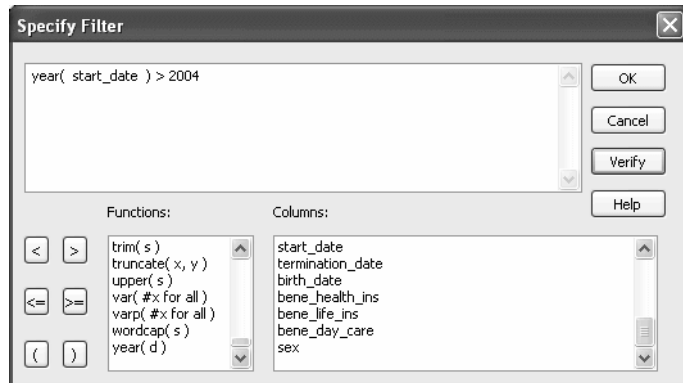 Specify Filter
year( start_date ) > 2004
OK
Cancel
Verify
Help
Functions:
Columns:
< >
<= >=
( )
trim( s )
truncate( x, y )
upper( s )
var( #x for all )
varp( #x for all )
wordcap( s )
year( d )
start_date
termination_date
birth_date
bene_health_ins
bene_life_ins
bene_day_care
sex